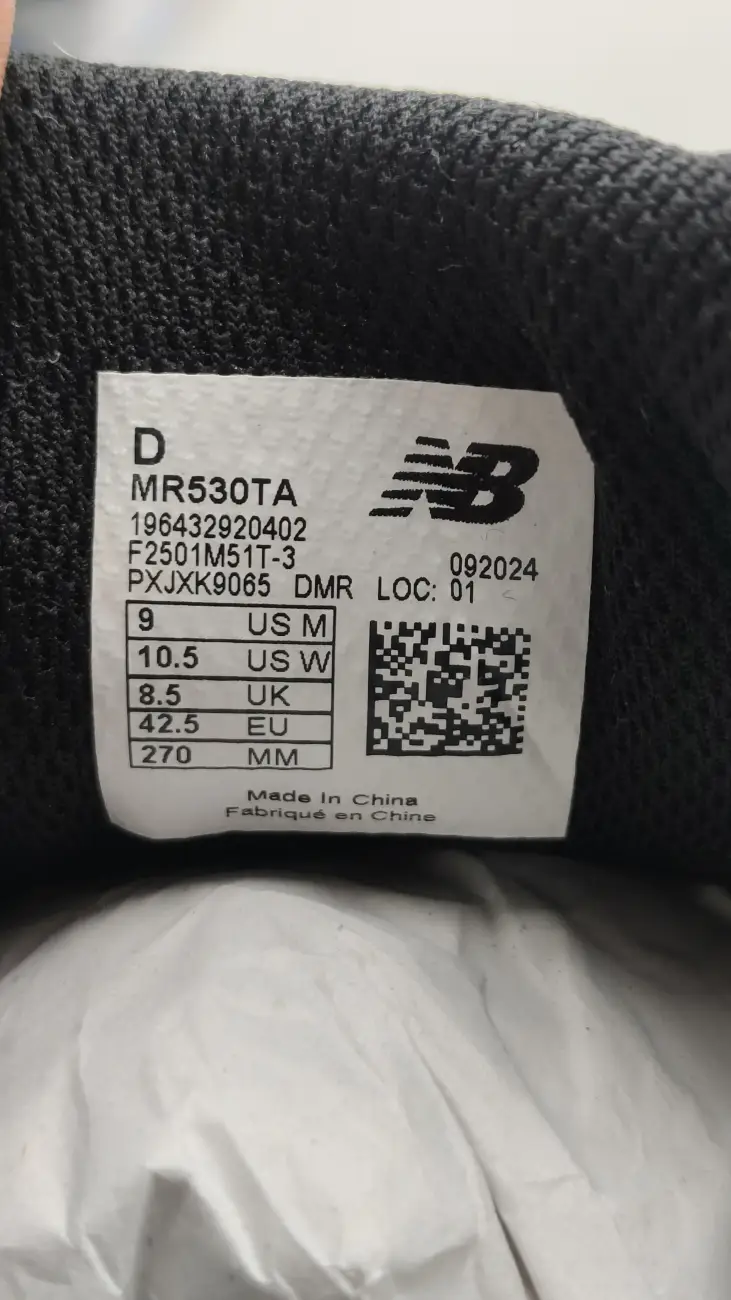 D
NB
MR530TA
196432920402
F2501M51T-3 092024
PXJXK9065 DMR LOC: 01
9 US M
10.5 US W
8.5 UK
42.5 EU
270 MM
Made In China
Fabriqué en Chine